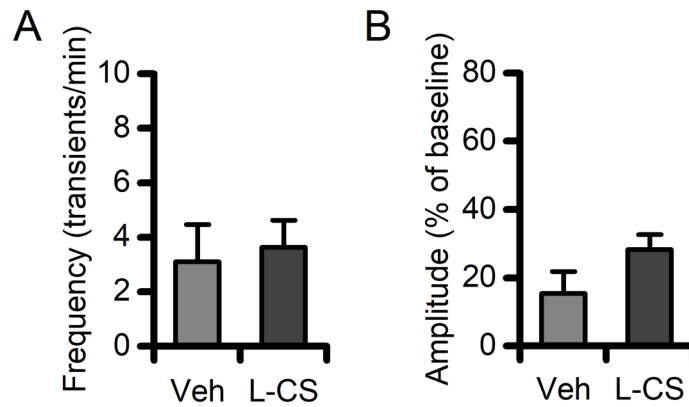 A
Frequency (transients/min)
10
8
6
4
2
0
Veh L-CS
B
Amplitude (% of baseline)
80
60
40
20
0
Veh L-CS